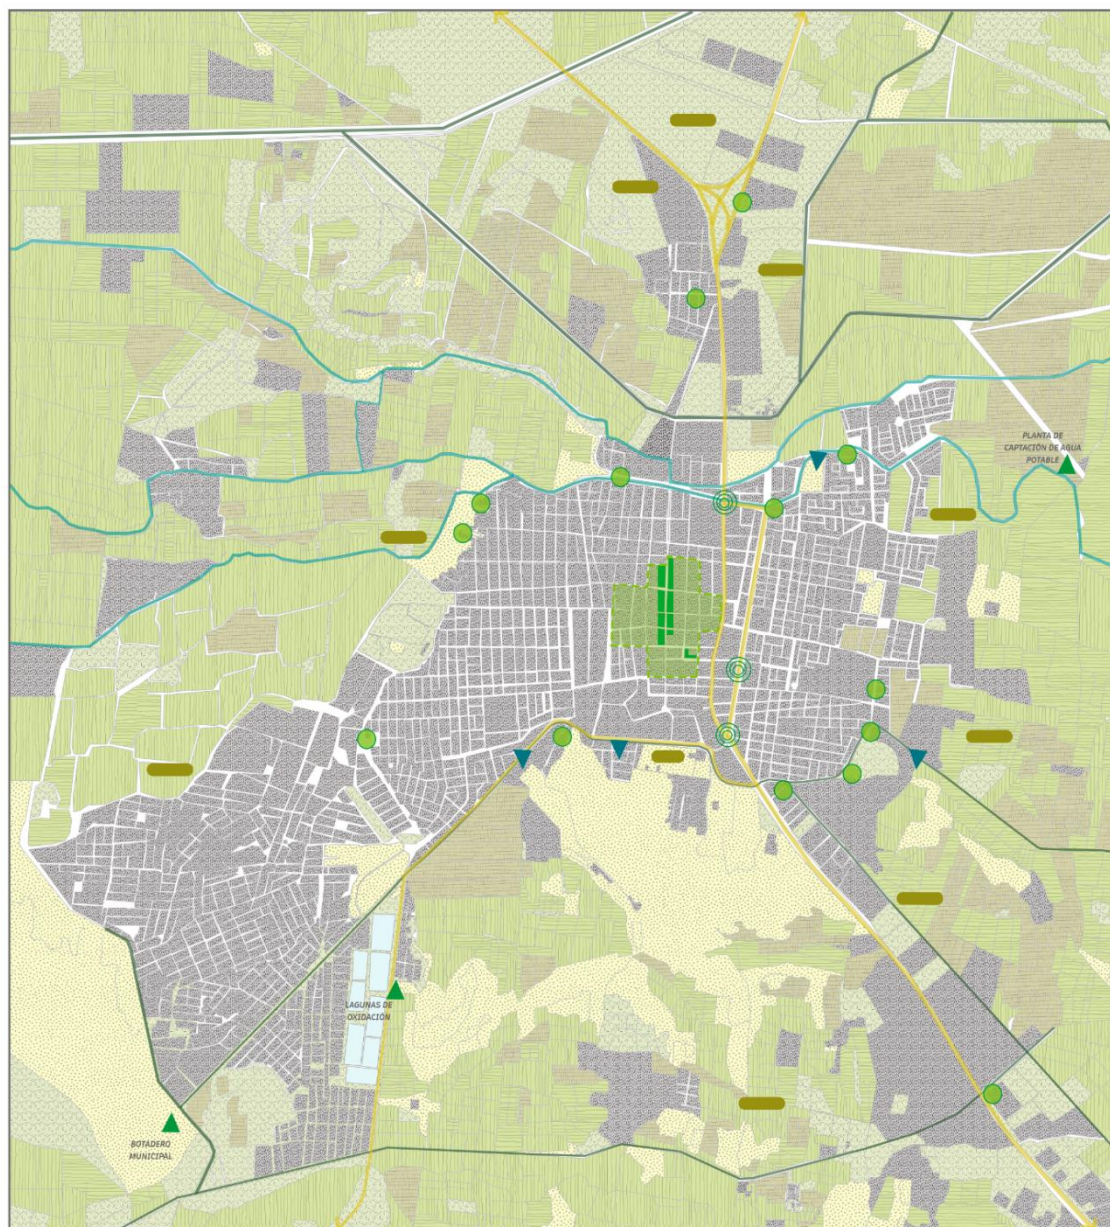 PLANTA DE
CAPTACIÓN DE AGUA
POTABLE
LAGUNAS DE
OXIDACIÓN
BOTADERO
MUNICIPAL